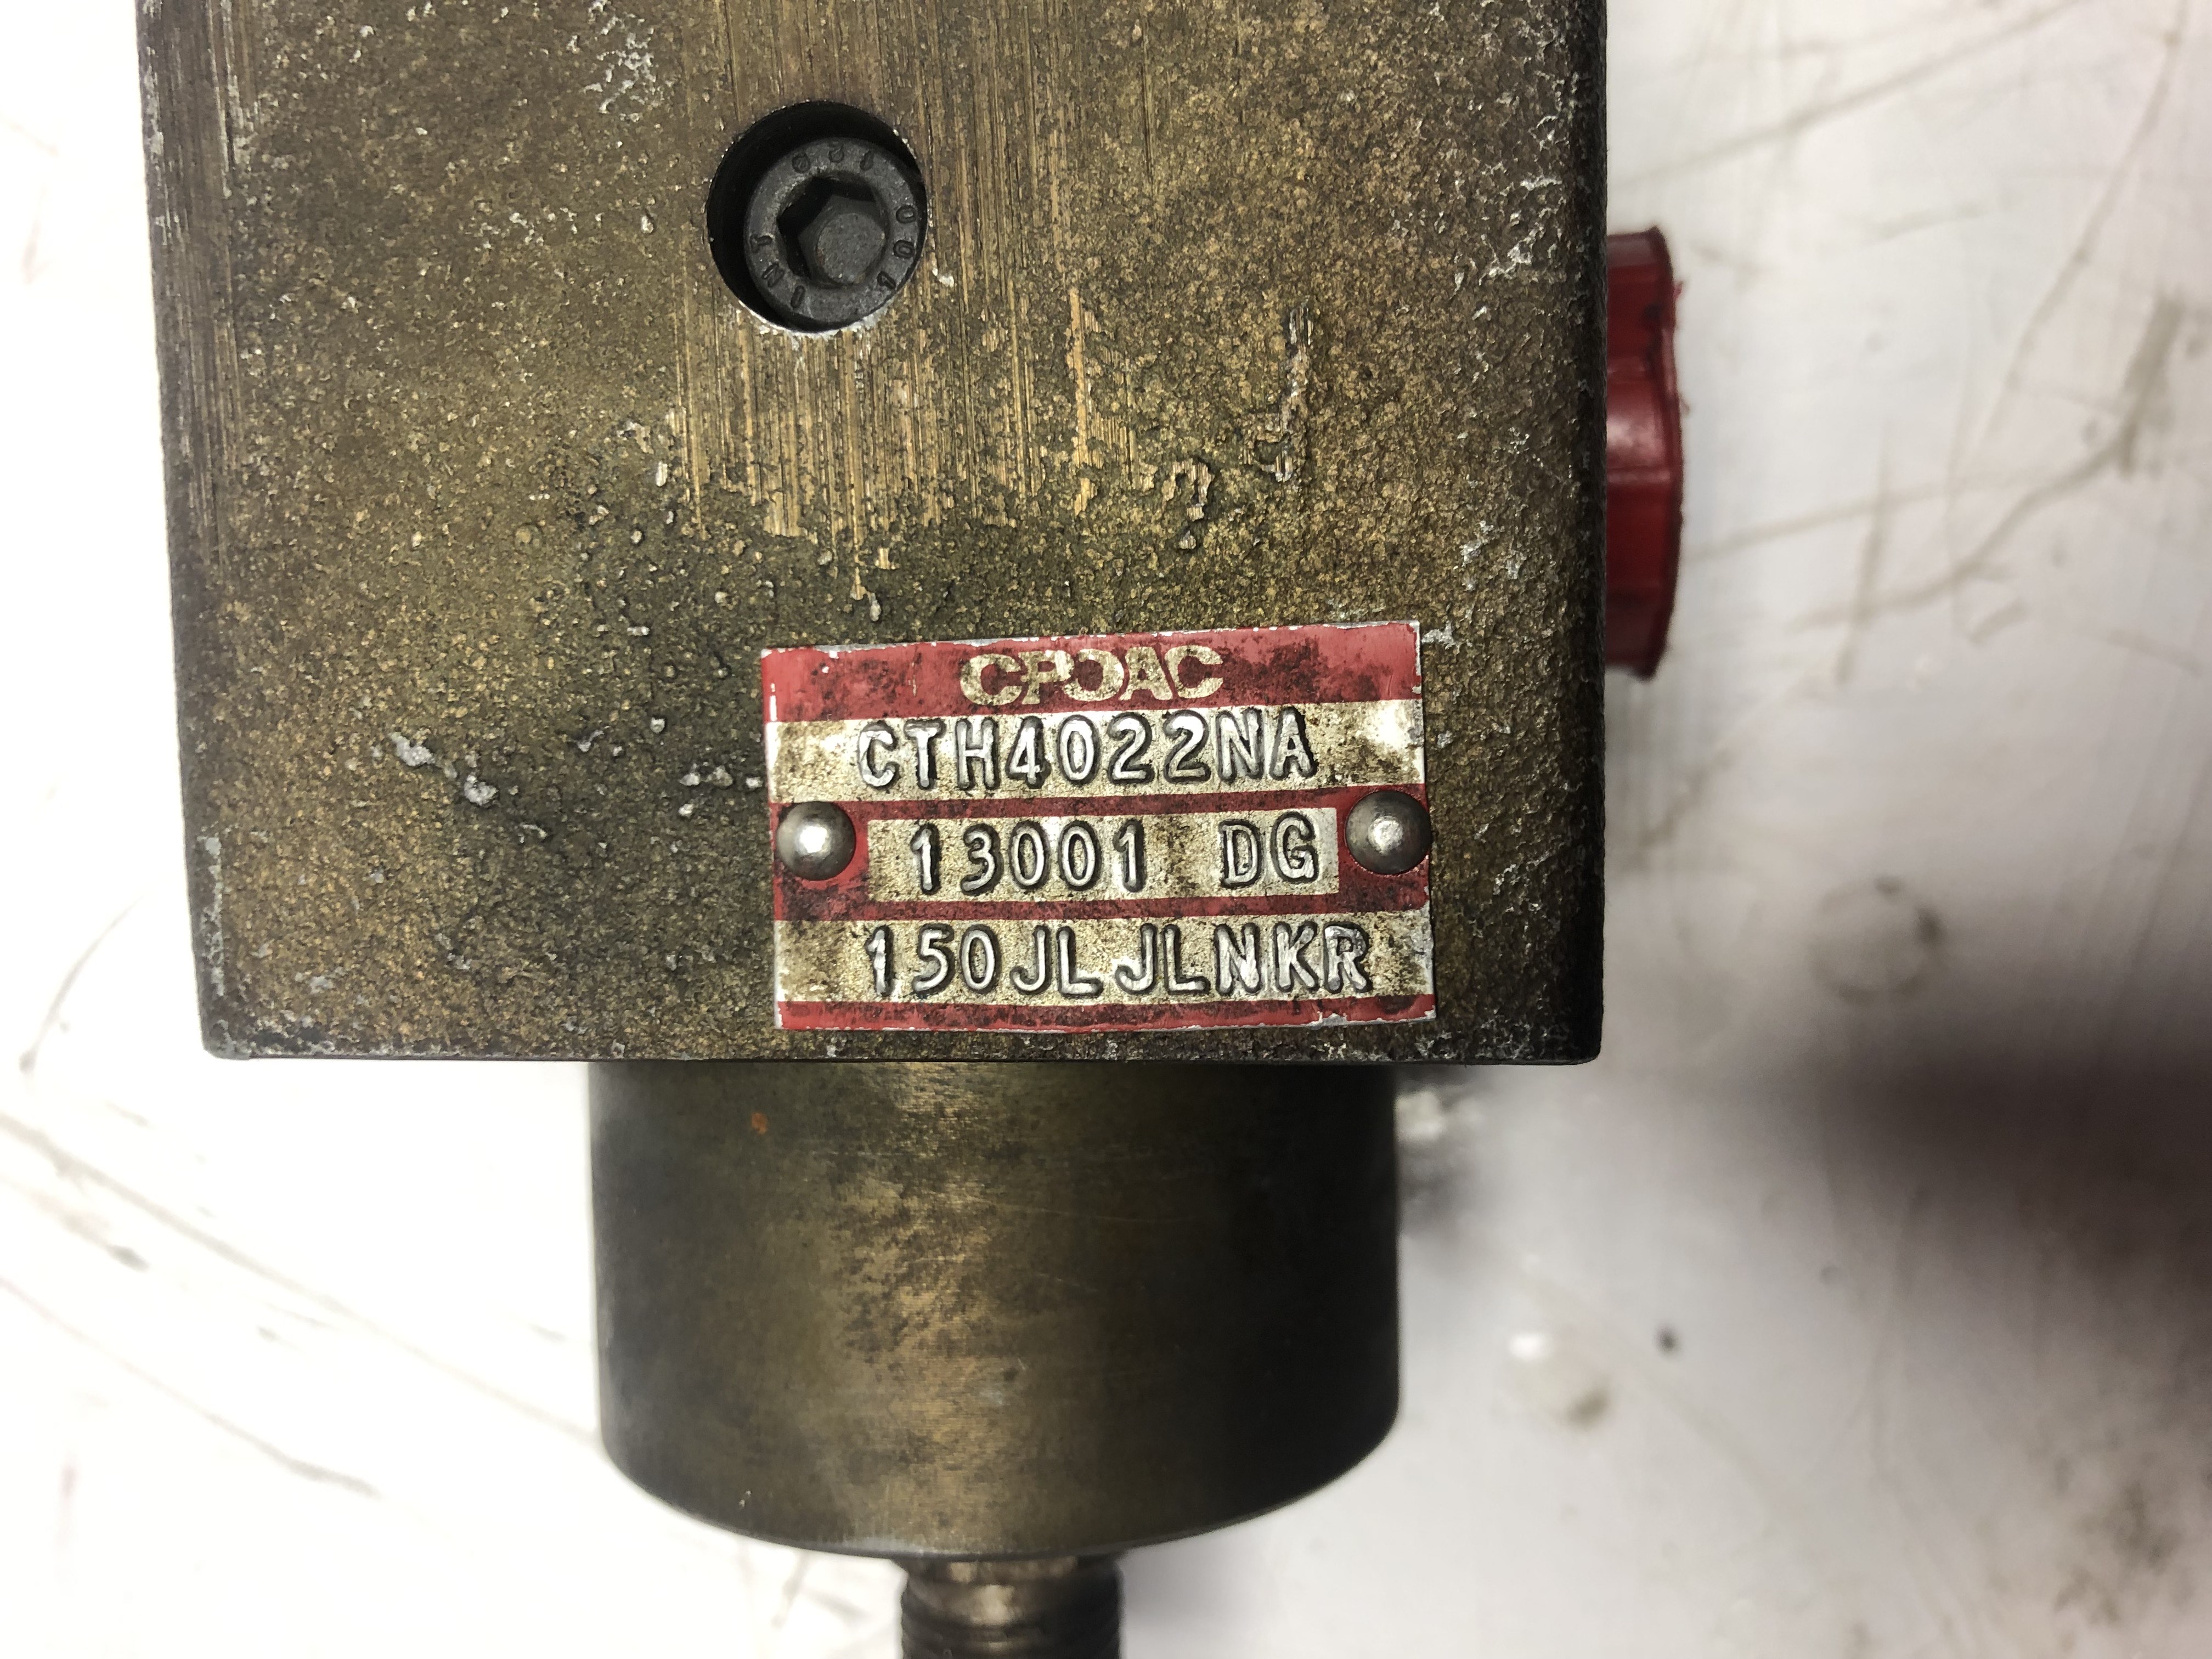 CPOAC
CTH4022NA
13001 DG
150JLJLNKR